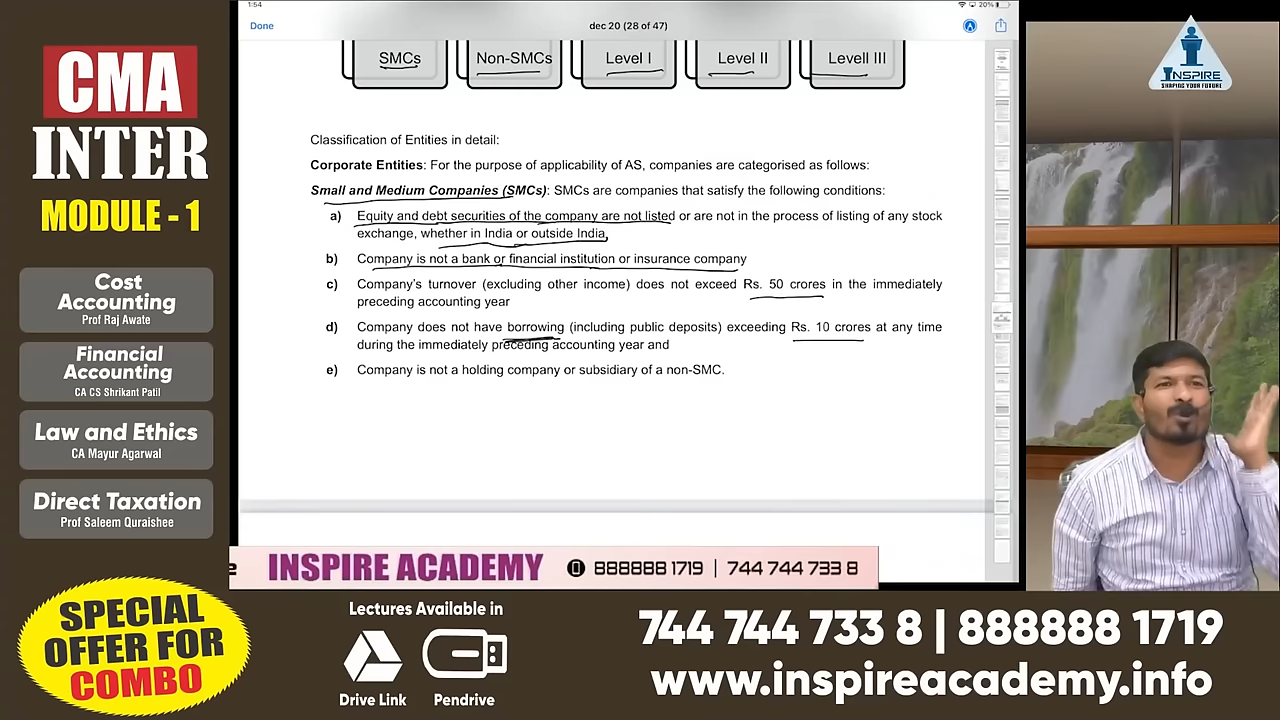 1:54
20%
Done
dec 20 (28 of 47)
CMA
INTER
MODULE - 1
Cost
Accounting
Prof Raj Awate
Financial
Accounting
CA CS Shrikant Patil
Law and Ethics
CA Mayur Agarwal
Direct Taxation
Prof Saleem Quraishee
SPECIAL
OFFER FOR
COMBO
SMCs
Non-SMCs
Level I
Level II
Levell III
Classification of Entities in detail:
Corporate Entities: For the purpose of applicability of AS, companies are categorised as follows:
Small and Medium Companies (SMCs): SMCs are companies that satisfy the following conditions:
a) Equity and debt securities of the company are not listed or are not in the process of listing of any stock
exchange, whether in India or outside India,
b) Company is not bank or financial institution or insurance company
c) Company's turnover (excluding other income) does not exceed Rs. 50 crores in the immediately
preceding accounting year
d) Company does not have borrowings (including public deposits) exceeding Rs. 10 crores at any time
during the immediately preceding accounting year and
e) Company is not a holding company or subsidiary of a non-SMC.
INSPIRE ACADEMY 888888 1719 | 744 744 733 8
INSPIRE
Lectures Available in
Drive Link
Pendrive
744 744 733 8 | 888888 1719
www.inspireacademy.info